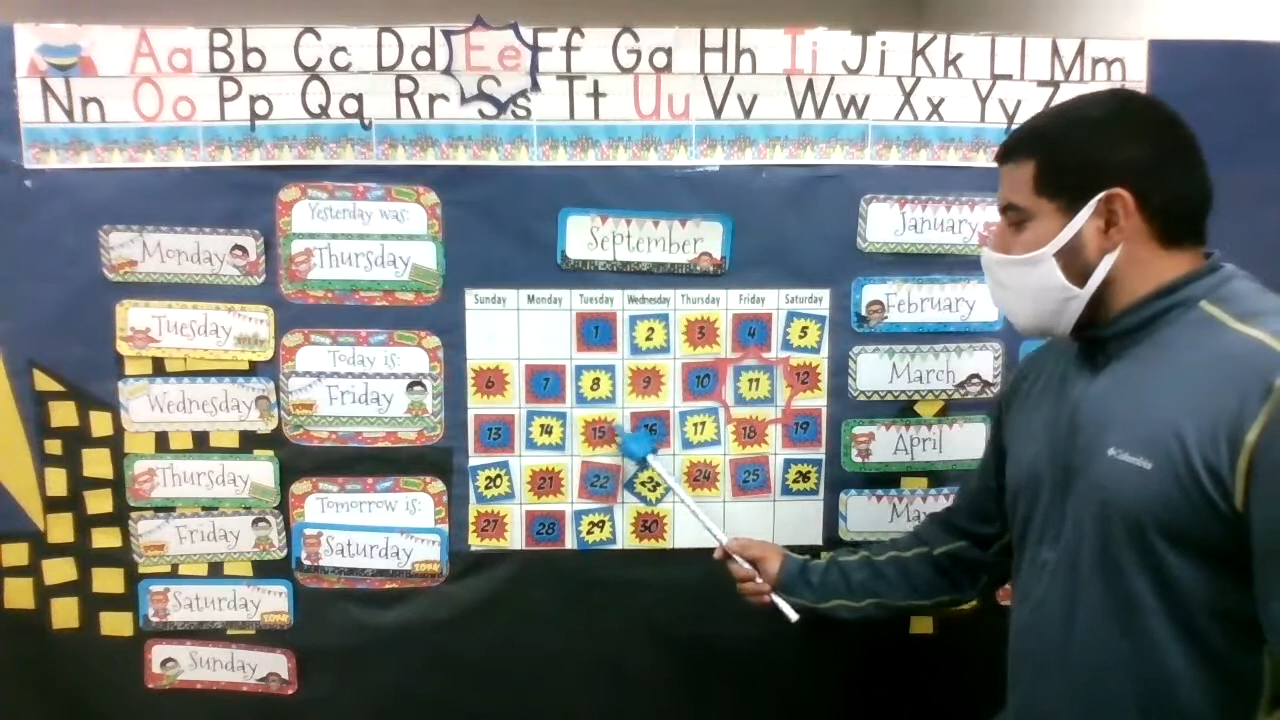 Aa Bb Cc Dd Ee Ff Gg Hh Ii Jj Kk Ll Mm
Nn Oo Pp Qq Rr Ss Tt Uu Vv Ww Xx Yy Z
Monday
Tuesday
Wednesday
Thursday
Friday
Saturday
Sunday
Yesterday was:
Thursday
Today is:
Friday
Tomorrow is:
Saturday
September
Sunday Monday Tuesday Wednesday Thursday Friday Saturday
1 2 3 4 5
6 7 8 9 10 11 12
13 14 15 16 17 18 19
20 21 22 23 24 25 26
27 28 29 30
January
February
March
April
May
Columbia